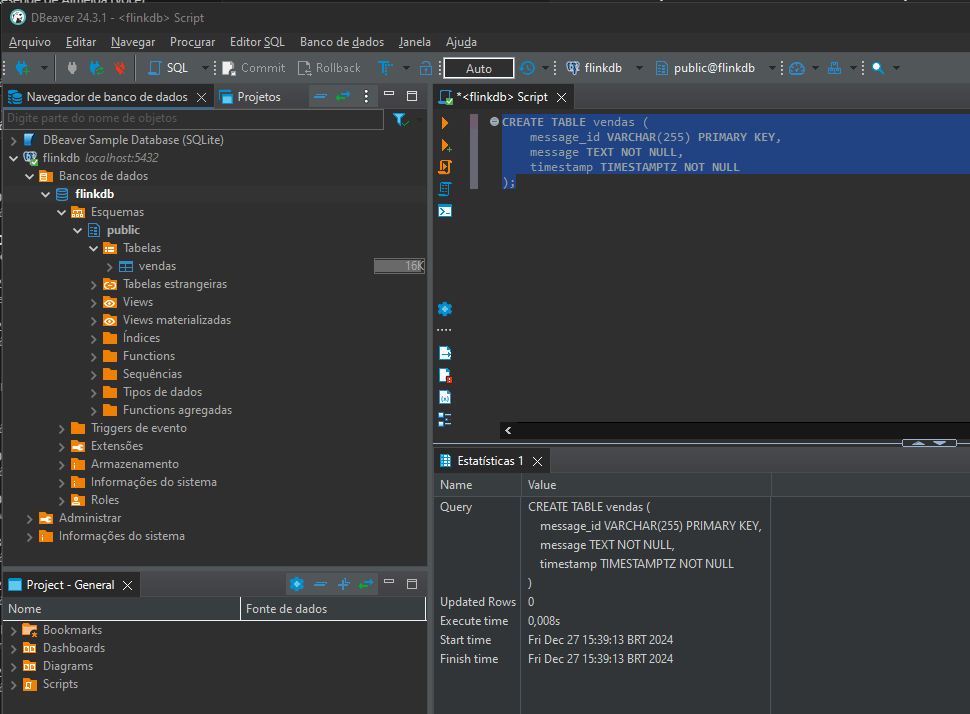 DBeaver 24.3.1 - <flinkdb> Script
Arquivo Editar Navegar Procurar Editor SQL Banco de dados Janela Ajuda
SQL Commit Rollback Auto flinkdb public@flinkdb
Navegador de banco de dados Projetos
Digite parte do nome de objetos
DBeaver Sample Database (SQLite)
flinkdb localhost:5432
Bancos de dados
flinkdb
Esquemas
public
Tabelas
vendas 16K
Tabelas estrangeiras
Views
Views materializadas
Índices
Functions
Sequências
Tipos de dados
Functions agregadas
Triggers de evento
Extensões
Armazenamento
Informações do sistema
Roles
Administrar
Informações do sistema
Project - General
Nome Fonte de dados
Bookmarks
Dashboards
Diagrams
Scripts
*<flinkdb> Script
CREATE TABLE vendas (
message_id VARCHAR(255) PRIMARY KEY,
message TEXT NOT NULL,
timestamp TIMESTAMPTZ NOT NULL
);
Estatísticas 1
Name Value
Query CREATE TABLE vendas (
message_id VARCHAR(255) PRIMARY KEY,
message TEXT NOT NULL,
timestamp TIMESTAMPTZ NOT NULL
)
Updated Rows 0
Execute time 0,008s
Start time Fri Dec 27 15:39:13 BRT 2024
Finish time Fri Dec 27 15:39:13 BRT 2024